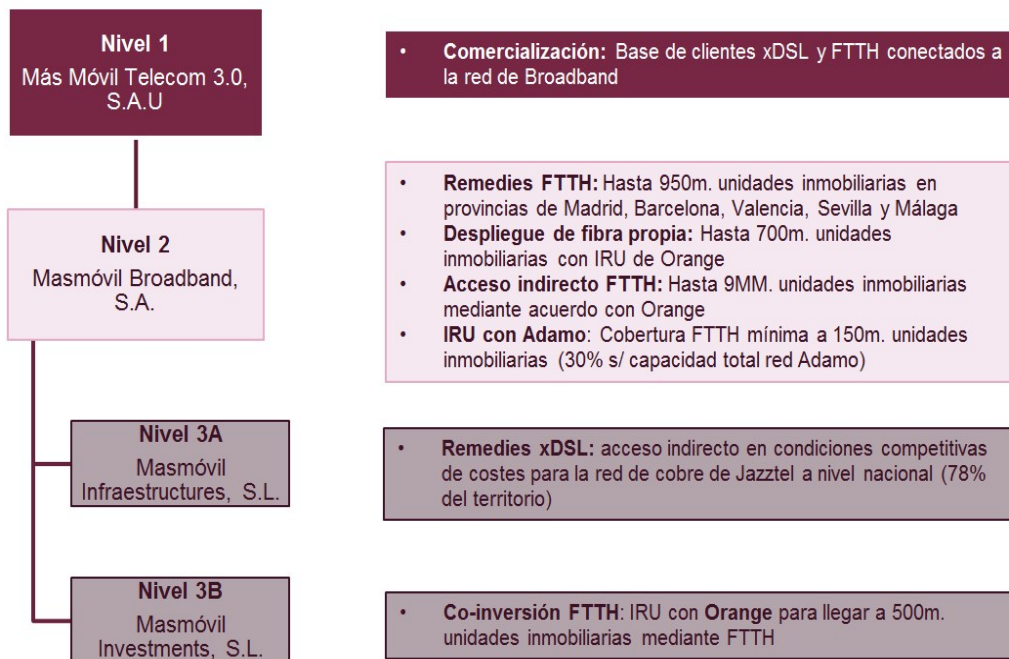 Nivel 1
Más Móvil Telecom 3.0,
S.A.U
• Comercialización: Base de clientes xDSL y FTTH conectados a
la red de Broadband
Nivel 2
Masmóvil Broadband,
S.A.
• Remedies FTTH: Hasta 950m. unidades inmobiliarias en
provincias de Madrid, Barcelona, Valencia, Sevilla y Málaga
• Despliegue de fibra propia: Hasta 700m. unidades
inmobiliarias con IRU de Orange
• Acceso indirecto FTTH: Hasta 9MM. unidades inmobiliarias
mediante acuerdo con Orange
• IRU con Adamo: Cobertura FTTH mínima a 150m. unidades
inmobiliarias (30% s/ capacidad total red Adamo)
Nivel 3A
Masmóvil
Infraestructures, S.L.
• Remedies xDSL: acceso indirecto en condiciones competitivas
de costes para la red de cobre de Jazztel a nivel nacional (78%
del territorio)
Nivel 3B
Masmóvil
Investments, S.L.
• Co-inversión FTTH: IRU con Orange para llegar a 500m.
unidades inmobiliarias mediante FTTH